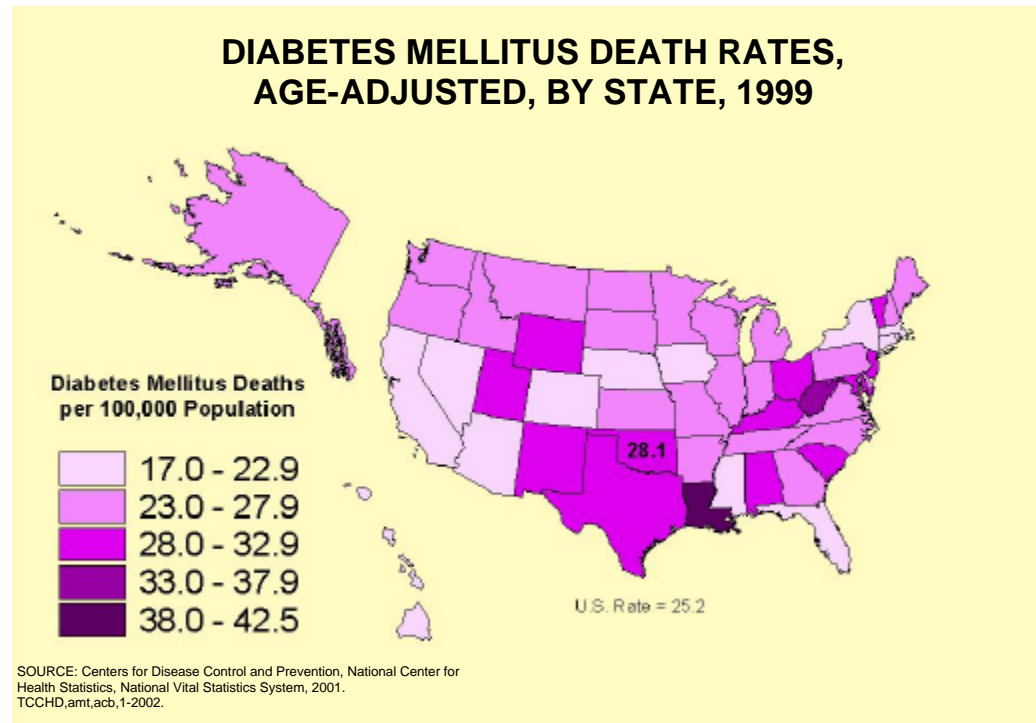 DIABETES MELLITUS DEATH RATES,
AGE-ADJUSTED, BY STATE, 1999
Diabetes Mellitus Deaths
per 100,000 Population
17.0 - 22.9
23.0 - 27.9
28.0 - 32.9
33.0 - 37.9
38.0 - 42.5
28.1
U.S. Rate = 25.2
SOURCE: Centers for Disease Control and Prevention, National Center for
Health Statistics, National Vital Statistics System, 2001.
TCCHD,amt,acb,1-2002.